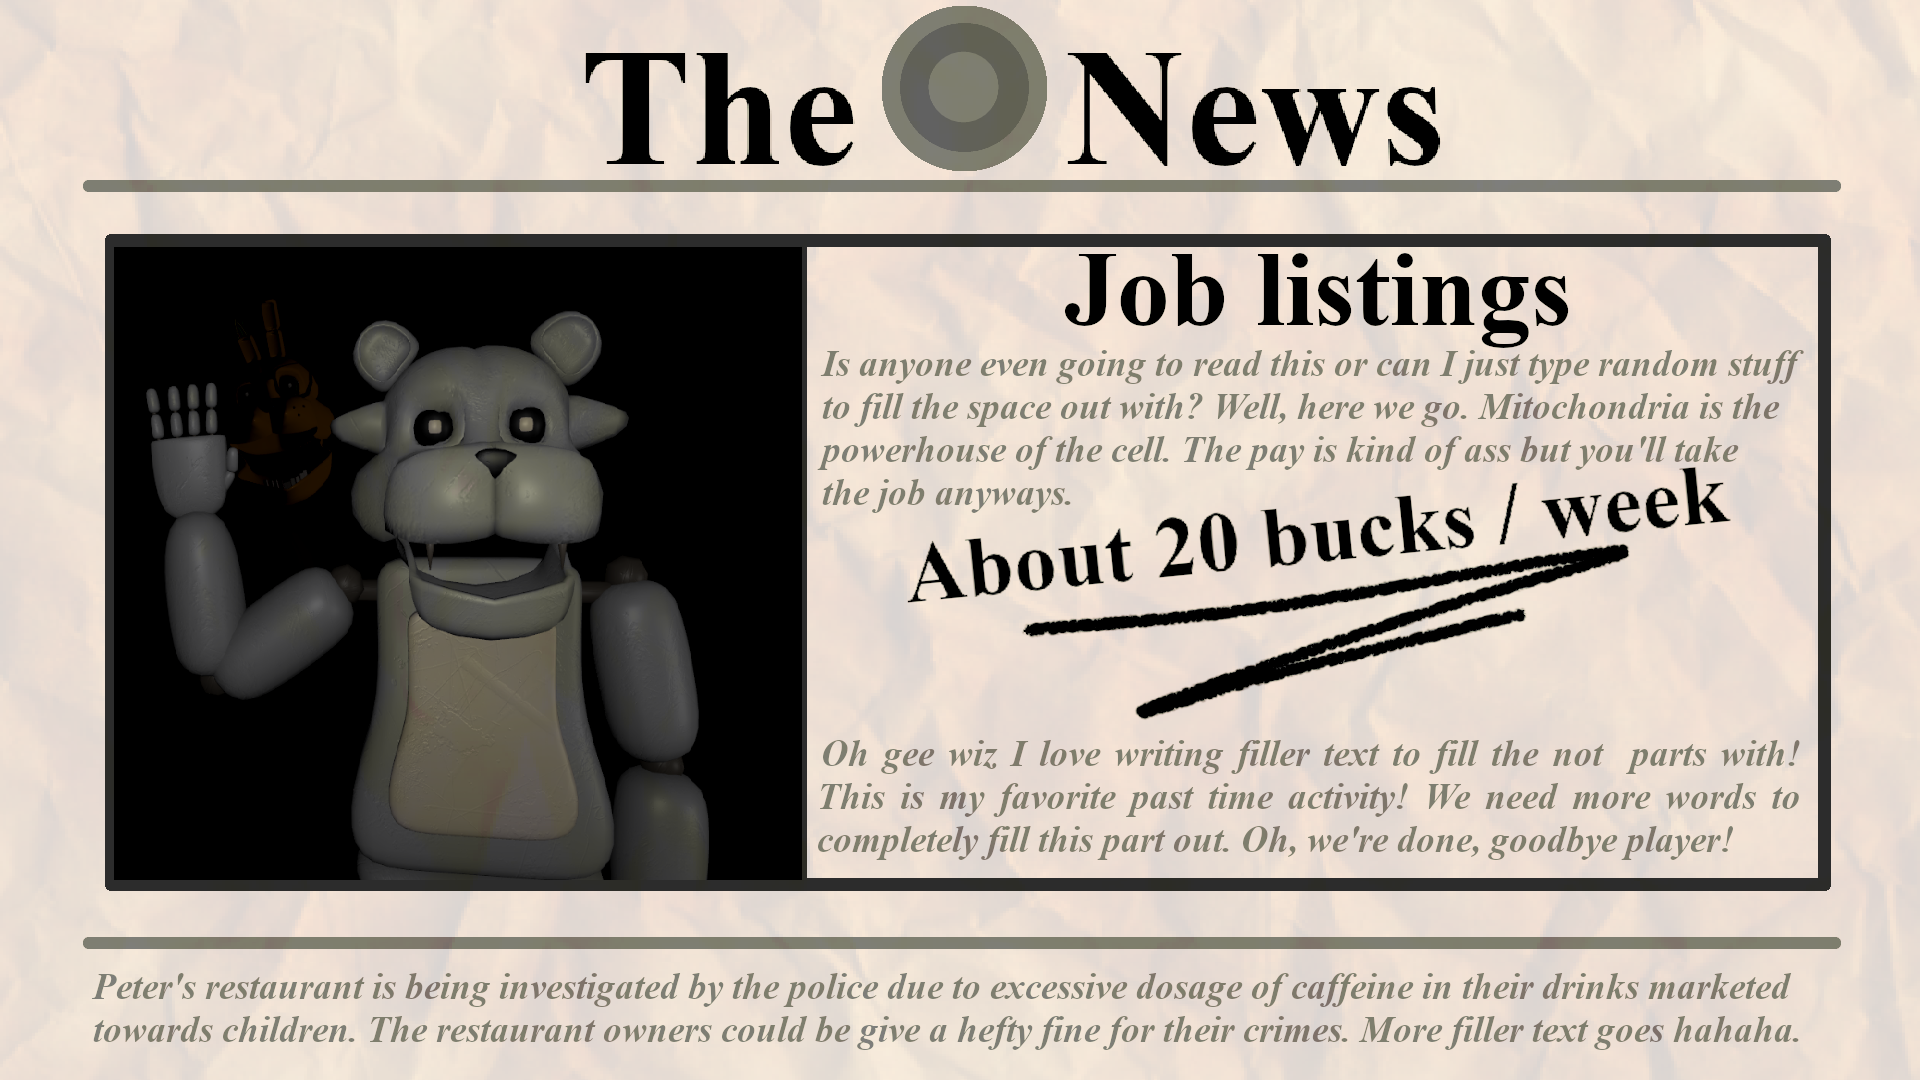 The News
Job listings
Is anyone even going to read this or can I just type random stuff
to fill the space out with? Well, here we go. Mitochondria is the
powerhouse of the cell. The pay is kind of ass but you'll take
the job anyways.
About 20 bucks / week
Oh gee wiz I love writing filler text to fill the not parts with!
This is my favorite past time activity! We need more words to
completely fill this part out. Oh, we're done, goodbye player!
Peter's restaurant is being investigated by the police due to excessive dosage of caffeine in their drinks marketed
towards children. The restaurant owners could be give a hefty fine for their crimes. More filler text goes hahaha.